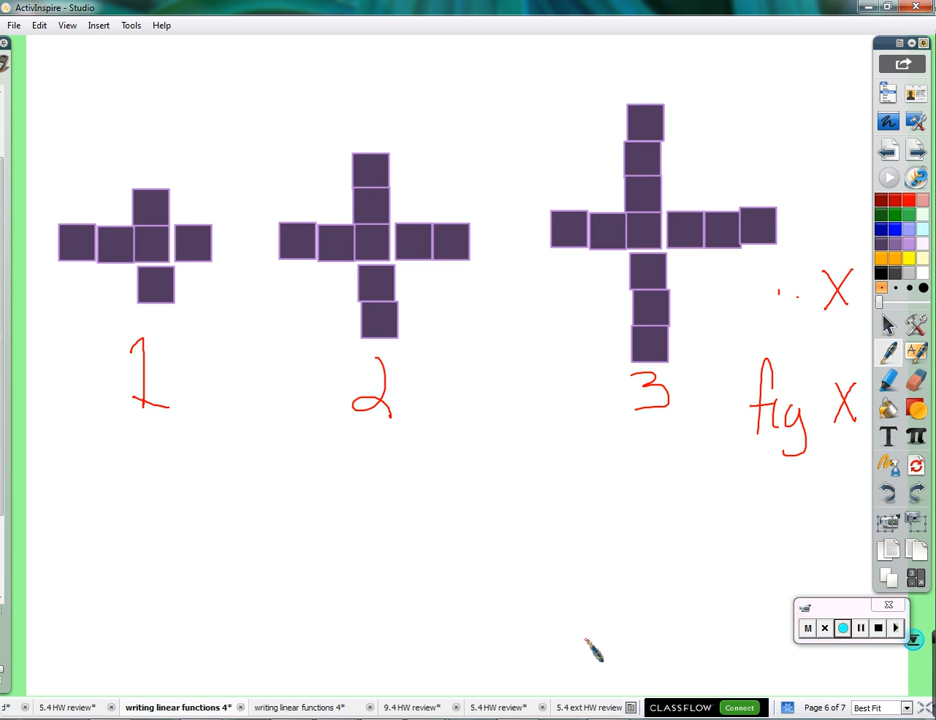 ActivInspire - Studio
File Edit View Insert Tools Help
.. X
1 2 3 fig X
M
d* 5.4 HW review* writing linear functions 4* writing linear functions 4* 9.4 HW review* 5.4 HW review* 5.4 ext HW review CLASSFLOW Connect Page 6 of 7 Best Fit